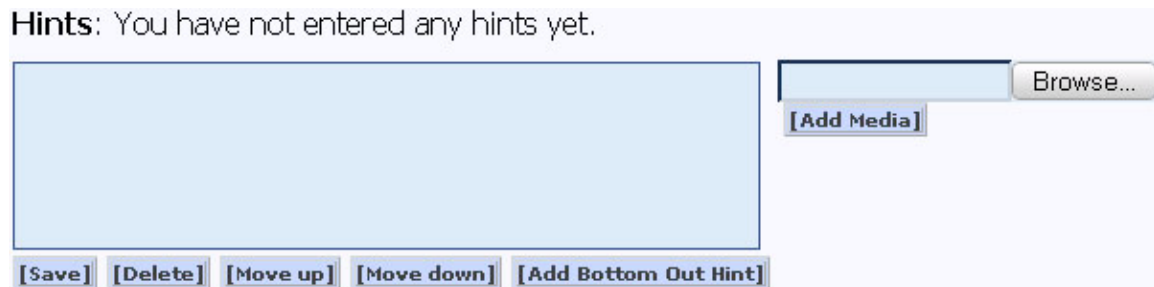 Hints: You have not entered any hints yet.
Browse...
[Add Media]
[Save] [Delete] [Move up] [Move down] [Add Bottom Out Hint]